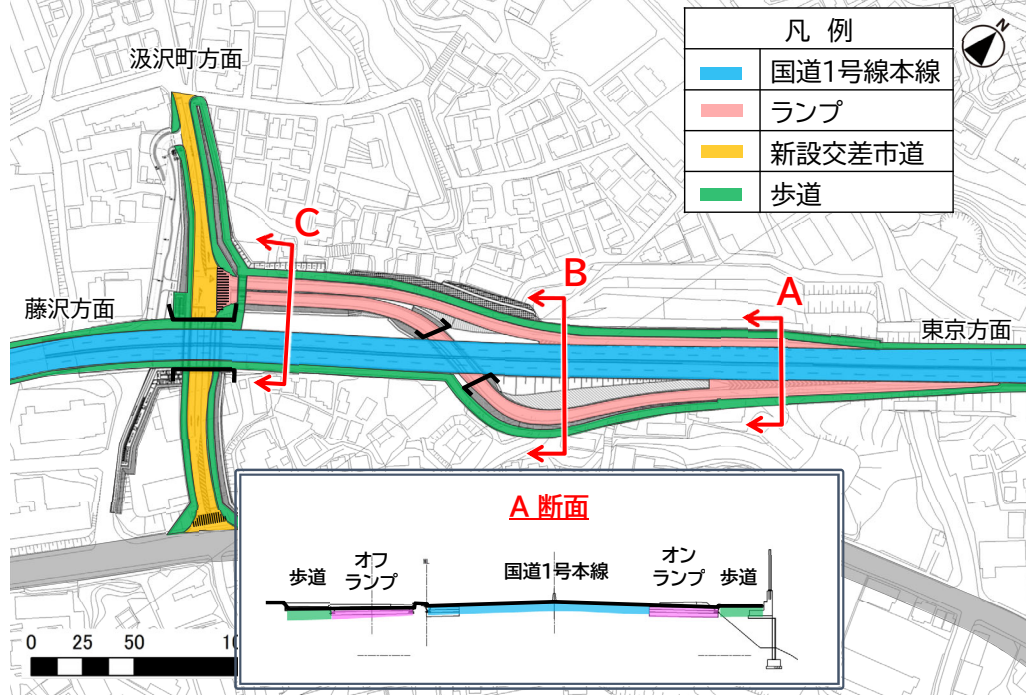 汲沢町方面
凡 例
国道1号線本線
ランプ
新設交差市道
歩道
N
C
B
A
藤沢方面
東京方面
A 断面
歩道
オフ
ランプ
国道1号本線
オン
ランプ
歩道
0 25 50 10